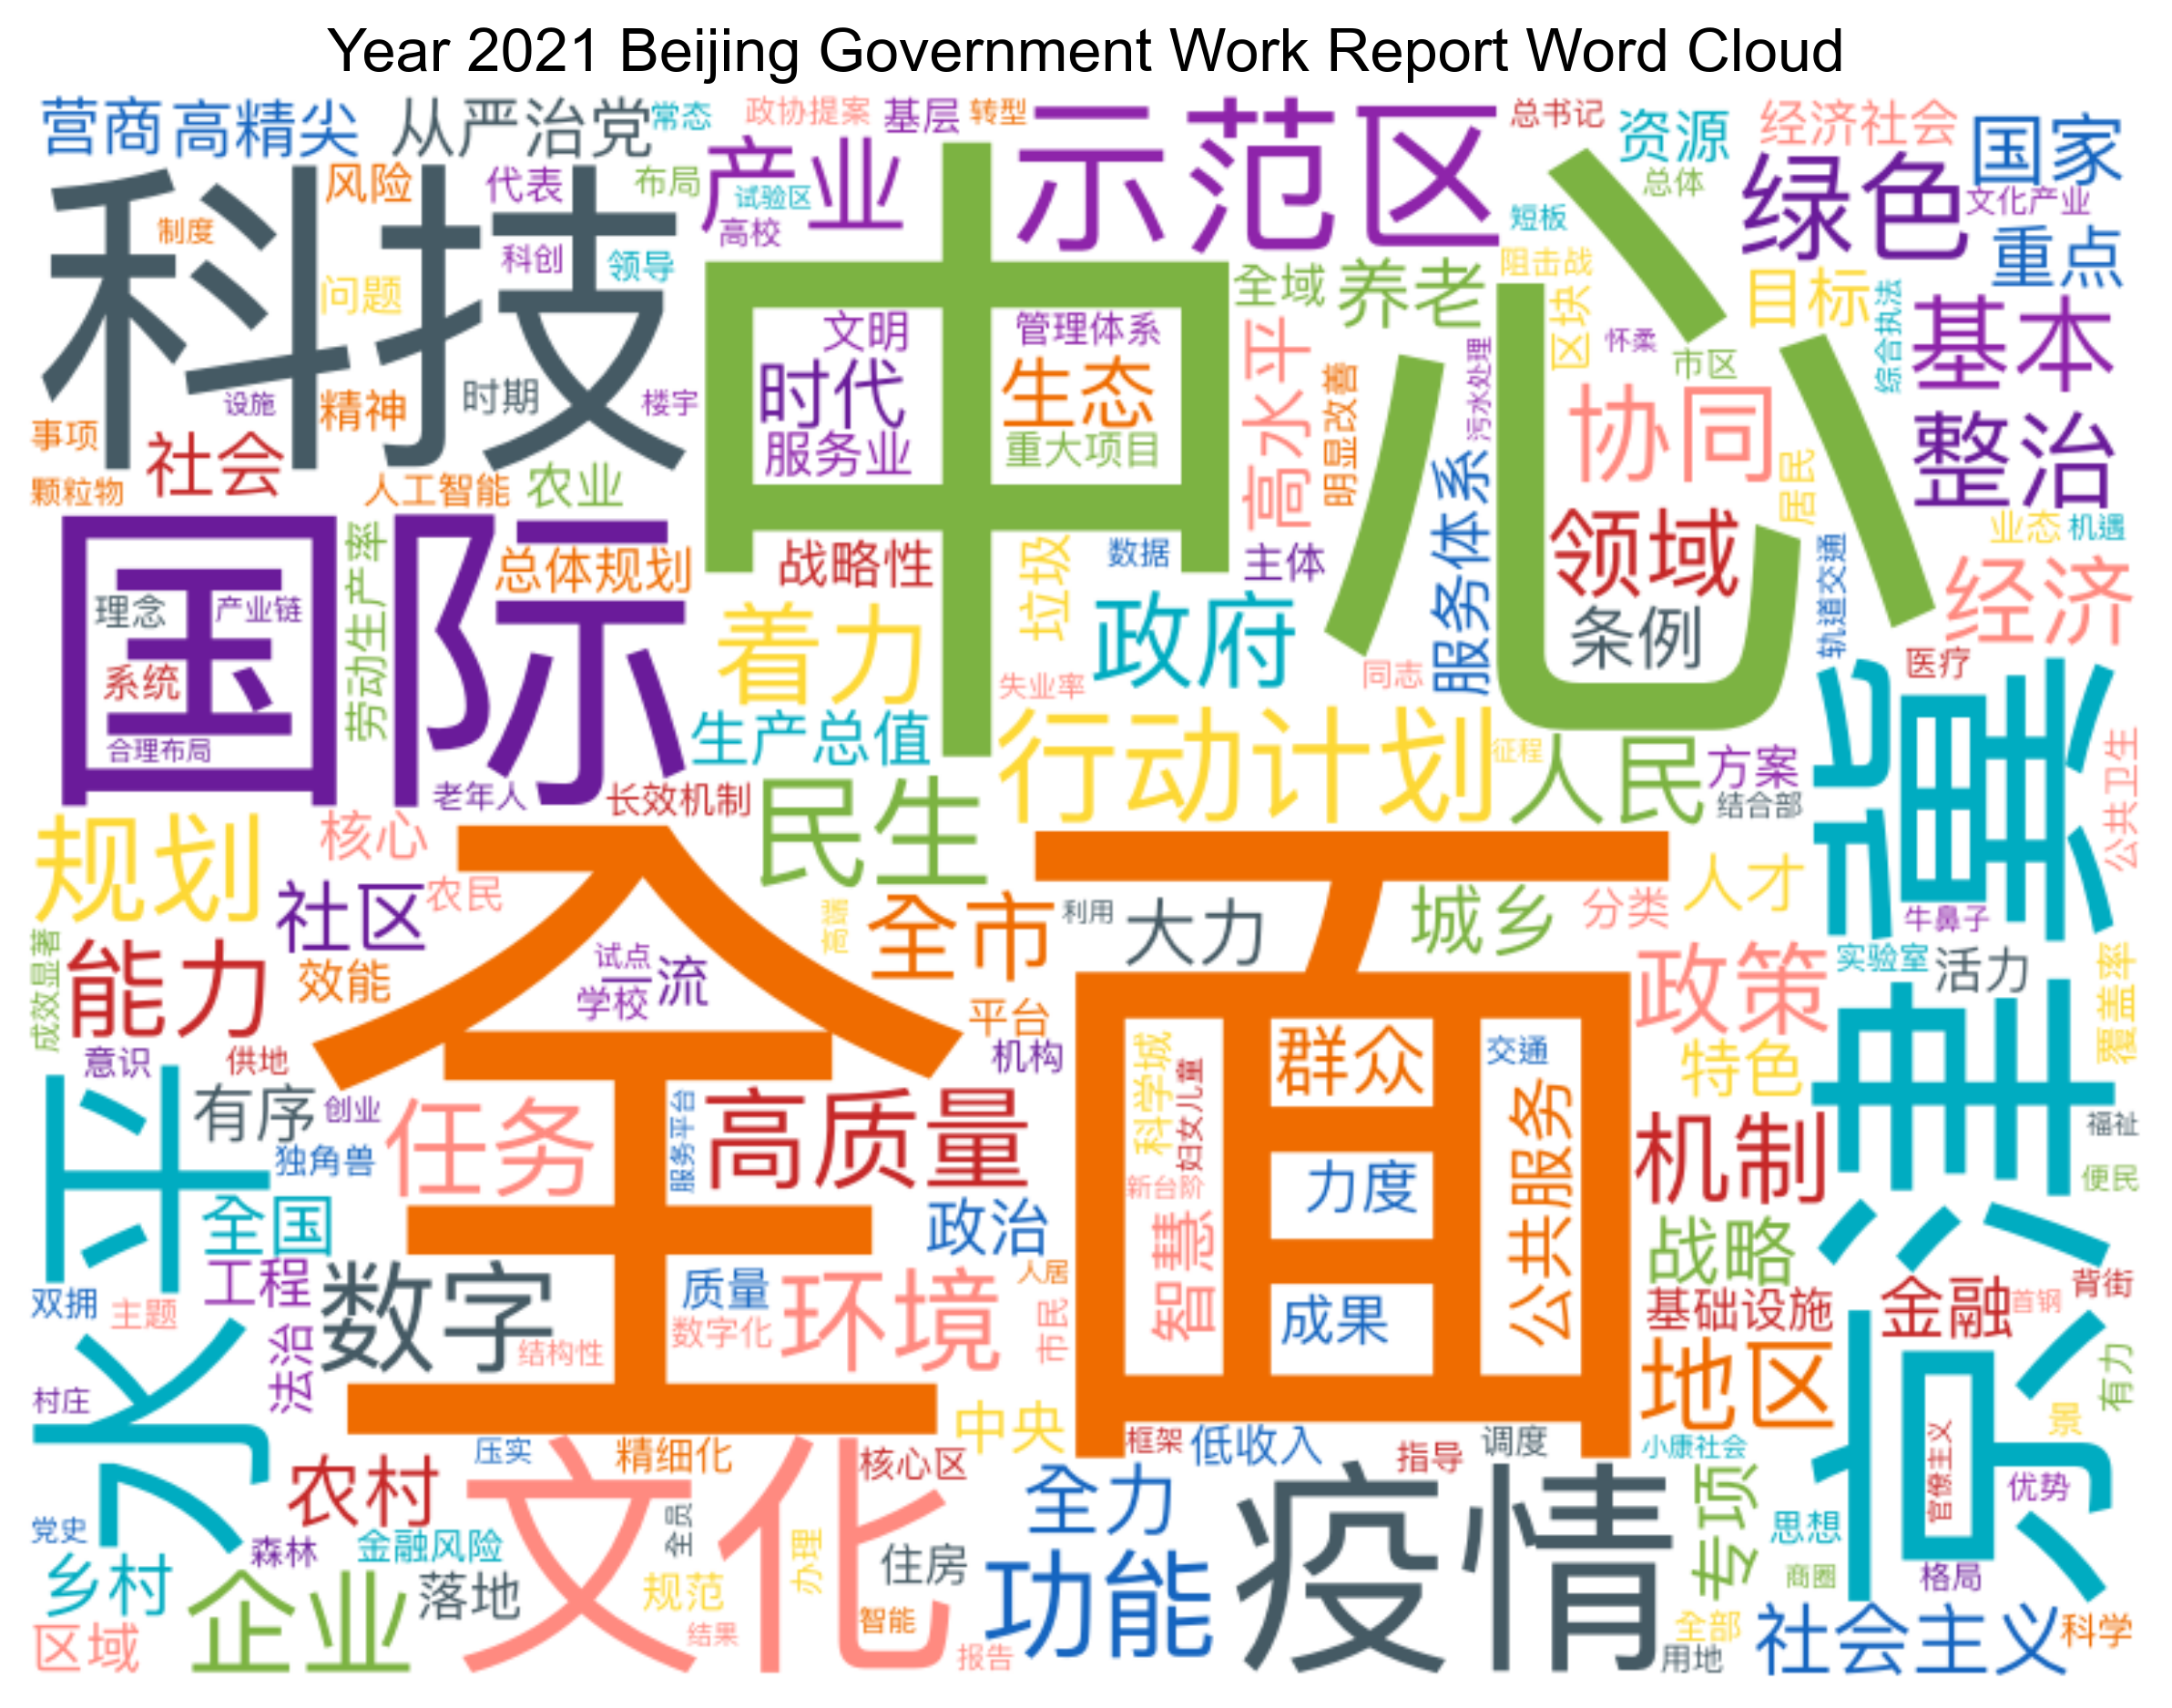 Year 2021 Beijing Government Work Report Word Cloud
营商 高精尖 从严治党 常态 政协提案 基层 转型 示范区 总书记 资源 经济社会 国家
科技 风险 代表 布局 产业 试验区 高校 中心 短板 总体 绿色 文化产业 重点
制度 问题 科创 领导 全域 养老 阻击战 区块 怀柔 市区 目标 综合执法 基本
文明 管理体系 时代 生态 服务业 重大项目 高水平 明显改善 污水处理 协同 整治
事项 设施 精神 时期 楼宇 社会 颗粒物 人工智能 农业 服务体系 领域 居民 业态 机遇
国际 理念 产业链 系统 合理布局 劳动生产率 总体规划 战略性 垃圾 数据 主体 条例 轨道交通 经济
着力 政府 失业率 同志 医疗 京津冀 公共卫生
生产总值 行动计划 征程 人民 方案 结合部
老年人 长效机制 民生
规划 核心 社区 农民 全面 高端 全市 利用 大力 城乡 分类 人才 牛鼻子
成效显著 能力 效能 试点 一流 学校 平台 机构 政策 实验室 活力 覆盖率
意识 供地 群众 交通 科学城 妇女儿童 特色
水平 有序 创业 独角兽 任务 服务平台 高质量 新台阶 力度 公共服务 机制 福祉 便民
全国 政治 智慧 战略
双拥 主题 工程 数字 质量 环境 人居 市民 成果 基础设施 金融 首钢 背街
法治 结构性 数字化 地区 有力 景
村庄 中央 框架 低收入 指导 调度 小康社会 官僚主义
农村 压实 精细化 文化 核心区 全力 疫情 专项 优势
党史 森林 金融风险 全员 办理 住房 功能 思想 商圈 格局
乡村 企业 落地 规范 智能 全部 社会主义 科学
区域 结果 报告 用地